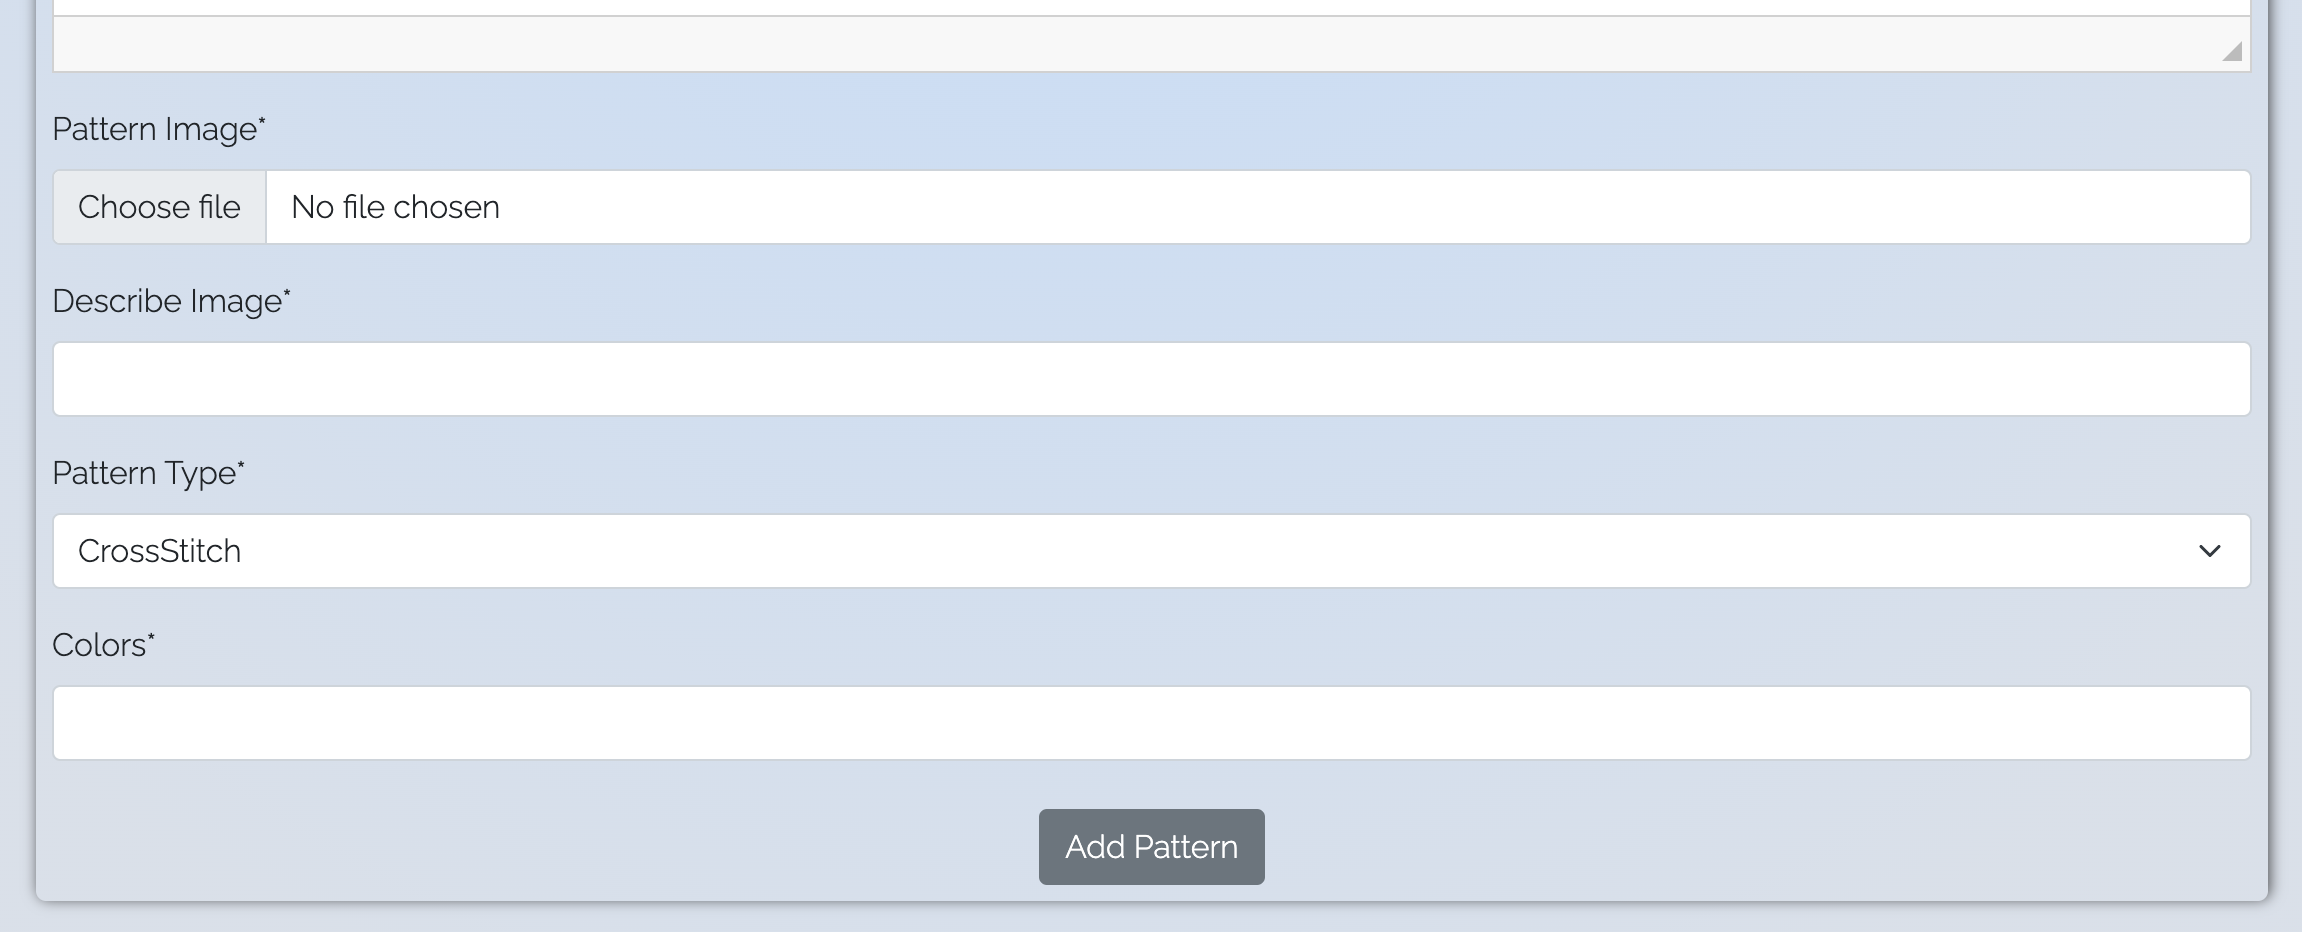 Pattern Image*
Choose file No file chosen
Describe Image*
Pattern Type*
CrossStitch
Colors*
Add Pattern